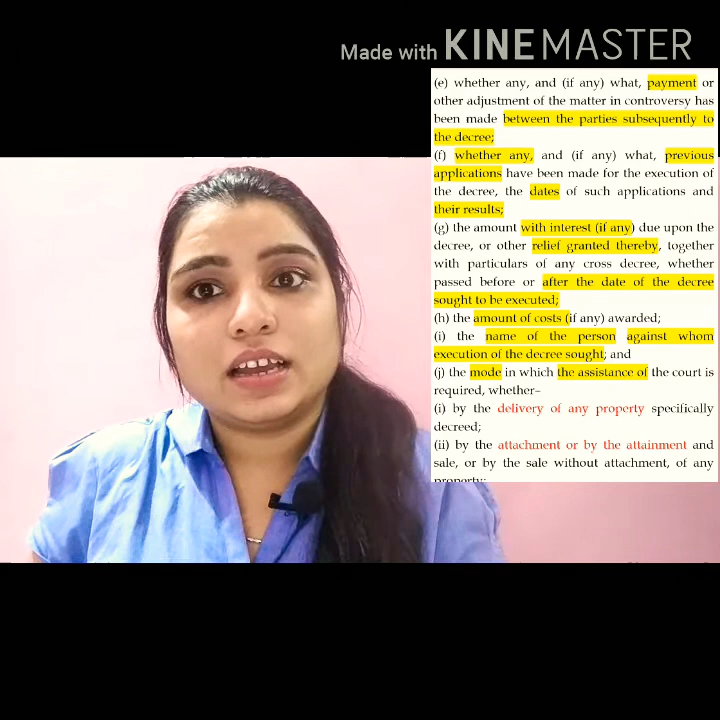 Made with KINEMASTER
(e) whether any, and (if any) what, payment or
other adjustment of the matter in controversy has
been made between the parties subsequently to
the decree;
(f) whether any, and (if any) what, previous
applications have been made for the execution of
the decree, the dates of such applications and
their results;
(g) the amount with interest (if any) due upon the
decree, or other relief granted thereby, together
with particulars of any cross decree, whether
passed before or after the date of the decree
sought to be executed;
(h) the amount of costs (if any) awarded;
(i) the name of the person against whom
execution of the decree sought; and
(j) the mode in which the assistance of the court is
required, whether–
(i) by the delivery of any property specifically
decreed;
(ii) by the attachment or by the attainment and
sale, or by the sale without attachment, of any
property;